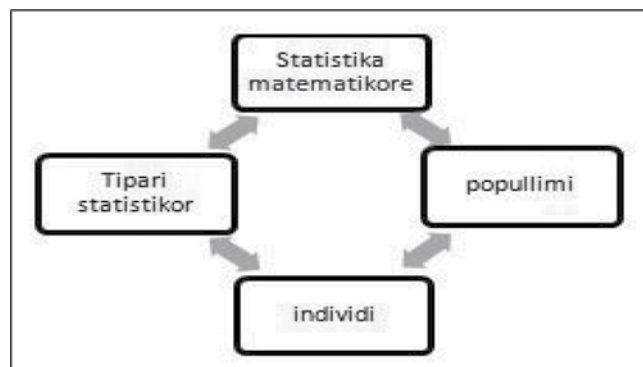 Statistika
matematikore
Tipari
statistikor
popullimi
individi